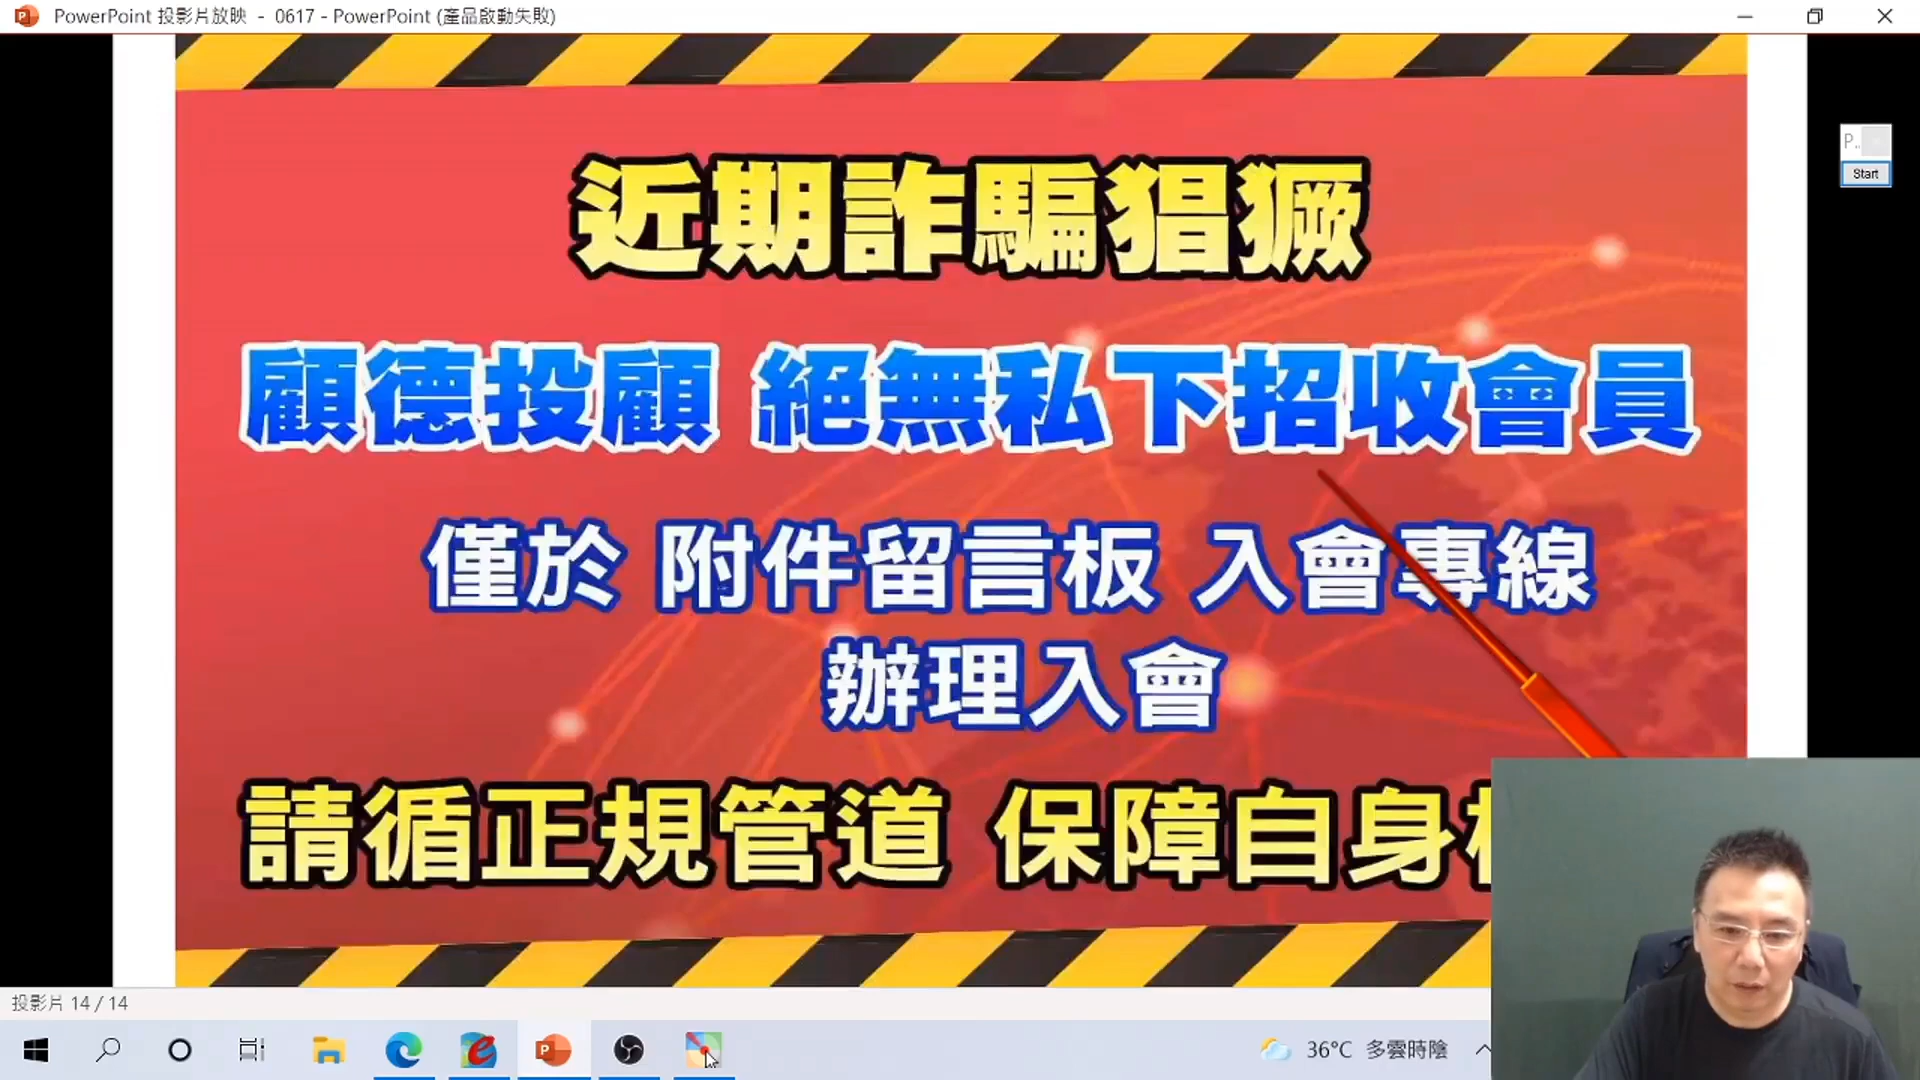 PowerPoint 投影片放映 - 0617 - PowerPoint (產品啟動失敗)
近期詐騙猖獗
P..
Start
顧德投顧 絕無私下招收會員
僅於 附件留言板 入會專線
辦理入會
請循正規管道 保障自身
投影片 14 / 14
36°C 多雲時陰